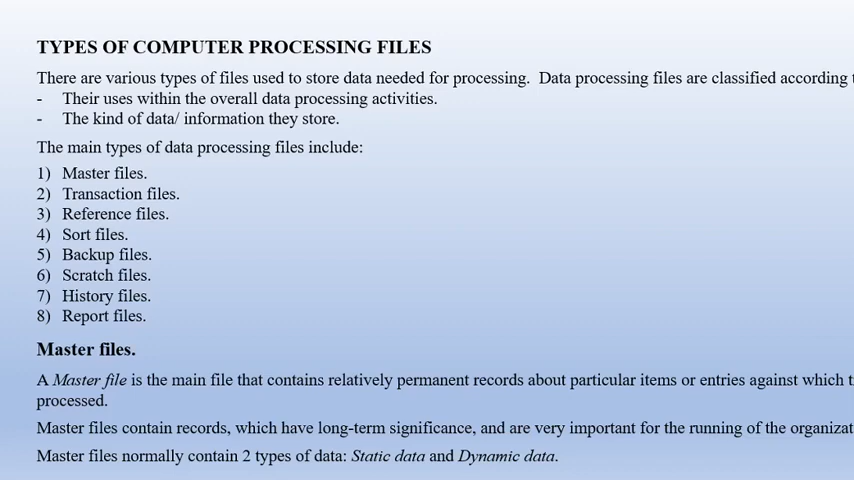 TYPES OF COMPUTER PROCESSING FILES
There are various types of files used to store data needed for processing.  Data processing files are classified according
-    Their uses within the overall data processing activities.
-    The kind of data/ information they store.
The main types of data processing files include:
1)   Master files.
2)   Transaction files.
3)   Reference files.
4)   Sort files.
5)   Backup files.
6)   Scratch files.
7)   History files.
8)   Report files.
Master files.
A Master file is the main file that contains relatively permanent records about particular items or entries against which
processed.
Master files contain records, which have long-term significance, and are very important for the running of the
Master files normally contain 2 types of data: Static data and Dynamic data.